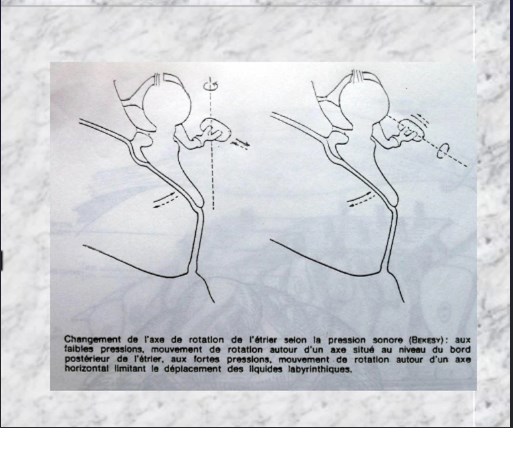 Changement de l'axe de rotation de l'étrier selon la pression sonore (BEKESY): aux
faibles pressions, mouvement de rotation autour d'un axe situé au niveau du bord
postérieur de l'étrier, aux fortes pressions, mouvement de rotation autour d'un axe
horizontal limitant le déplacement des liquides labyrinthiques.